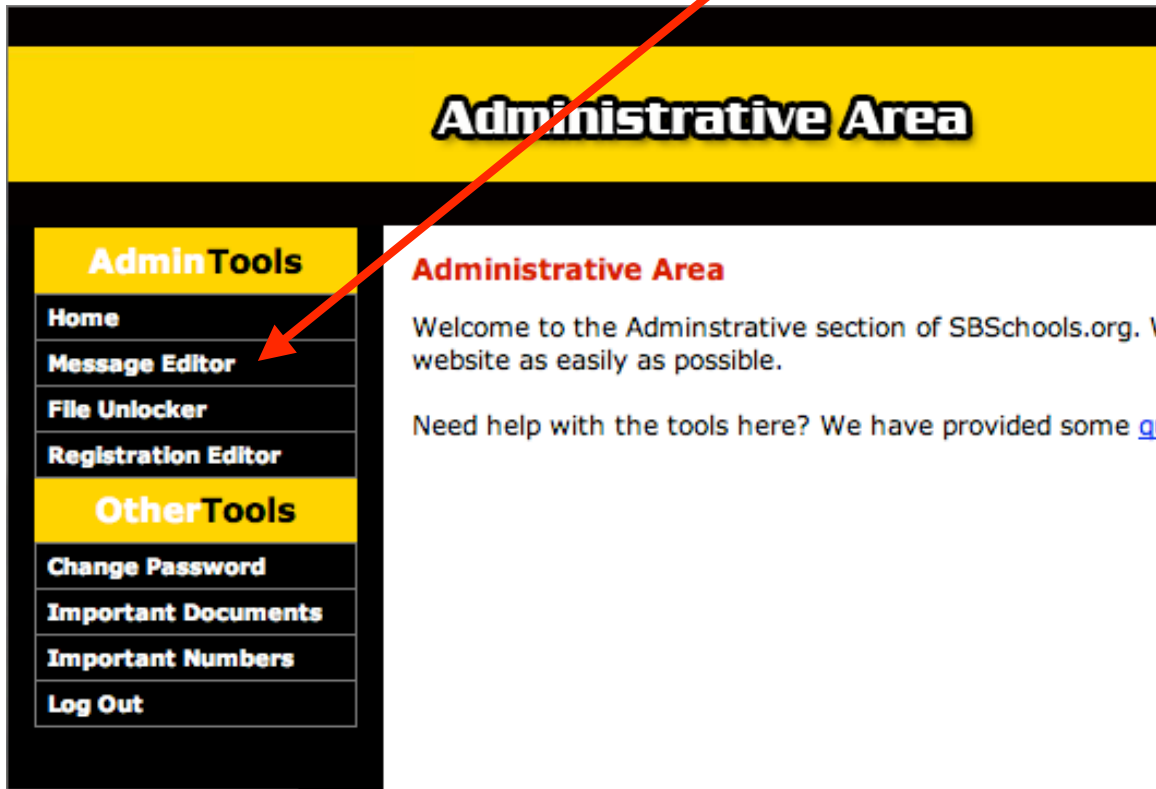 Administrative Area
AdminTools
Home
Message Editor
File Unlocker
Registration Editor
OtherTools
Change Password
Important Documents
Important Numbers
Log Out
Administrative Area
Welcome to the Adminstrative section of SBSchools.org.
website as easily as possible.
Need help with the tools here? We have provided some